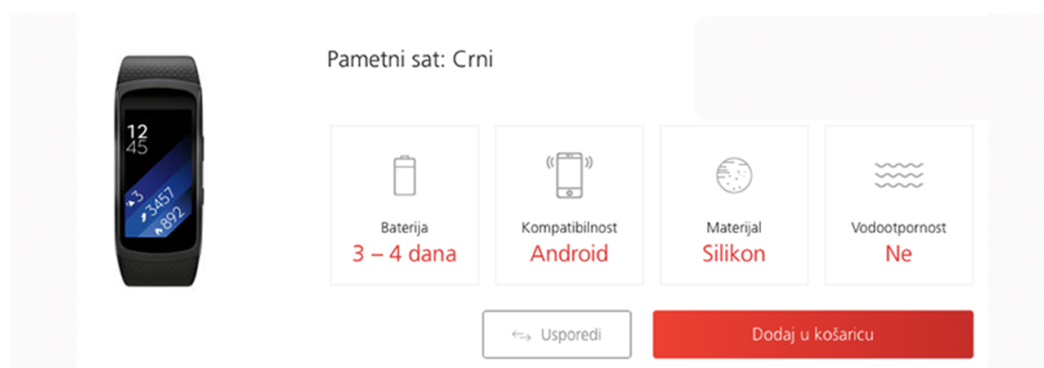 Pametni sat: Crni
12
45
3
3457
892
Baterija
3 – 4 dana
Kompatibilnost
Android
Materijal
Silikon
Vodootpornost
Ne
Usporedi
Dodaj u košaricu